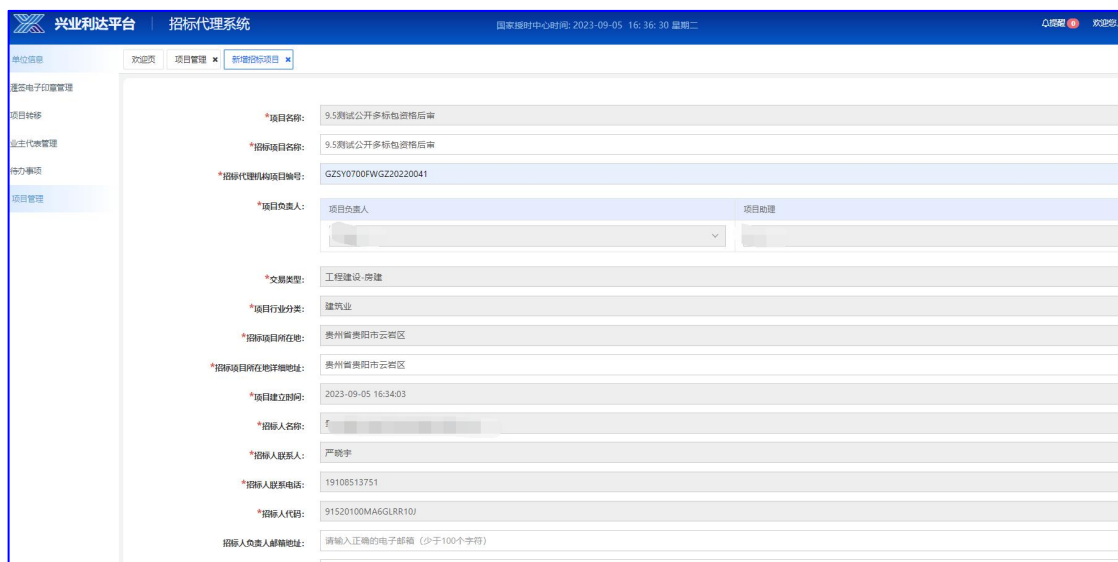 兴业利达平台 招标代理系统 国家授时中心时间: 2023-09-05 16: 36: 30 星期二 提醒 0 欢迎您
单位信息 欢迎页 项目管理 × 新增招标项目 ×
签电子印章管理
项目转移 *项目名称: 9.5测试公开多标包资格后审
业主代表管理 *招标项目名称: 9.5测试公开多标包资格后审
待办事项 *招标代理机构项目编号: GZSY0700FWGZ20220041
项目管理 *项目负责人: 项目负责人 项目助理
*交易类型: 工程建设-房建
*项目行业分类: 建筑业
*招标项目所在地: 贵州省贵阳市云岩区
*招标项目所在地详细地址: 贵州省贵阳市云岩区
*项目建立时间: 2023-09-05 16:34:03
*招标人名称:
*招标人联系人: 严晓宇
*招标人联系电话: 19108513751
*招标人代码: 91520100MA6GLRR10J
招标人负责人邮箱地址: 请输入正确的电子邮箱（少于100个字符）